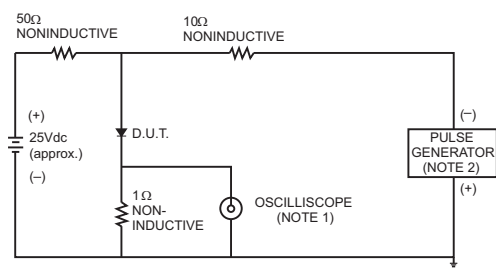 50Ω
NONINDUCTIVE
10Ω
NONINDUCTIVE
(+)
25Vdc
(approx.)
(–)
D.U.T.
1Ω
NON-
INDUCTIVE
OSCILLISCOPE
(NOTE 1)
(–)
PULSE
GENERATOR
(NOTE 2)
(+)